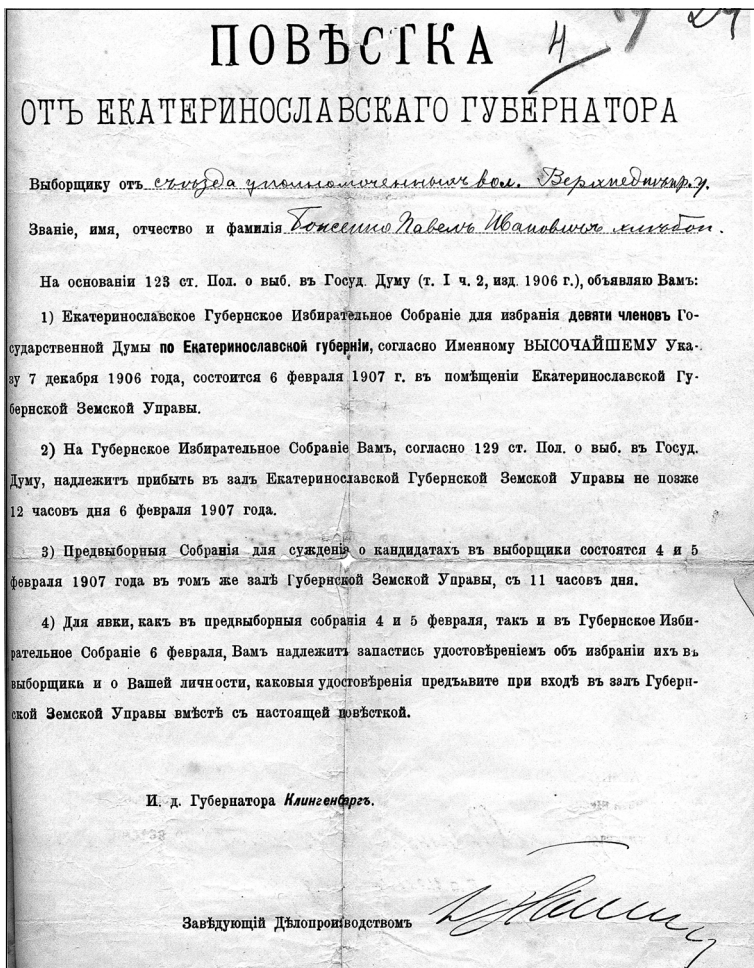 4
ПОВѢСТКА
ОТЪ ЕКАТЕРИНОСЛАВСКАГО ГУБЕРНАТОРА
Выборщику отъ съѣзда уполномоченныхъ вол. Верхнеднѣпр. у.
Званіе, имя, отчество и фамилія Павелъ Ивановичъ
На основаніи 123 ст. Пол. о выб. въ Госуд. Думу (т. I ч. 2, изд. 1906 г.), объявляю Вамъ:
1) Екатеринославское Губернское Избирательное Собраніе для избранія девяти членовъ Го-
сударственной Думы по Екатеринославской губерніи, согласно Именному ВЫСОЧАЙШЕМУ Ука-
зу 7 декабря 1906 года, состоится 6 февраля 1907 г. въ помѣщеніи Екатеринославской Гу-
бернской Земской Управы.
2) На Губернское Избирательное Собраніе Вамъ, согласно 129 ст. Пол. о выб. въ Госуд.
Думу, надлежитъ прибыть въ залъ Екатеринославской Губернской Земской Управы не позже
12 часовъ дня 6 февраля 1907 года.
3) Предвыборныя Собранія для сужденія о кандидатахъ въ выборщики состоятся 4 и 5
февраля 1907 года въ томъ же залѣ Губернской Земской Управы, съ 11 часовъ дня.
4) Для явки, какъ въ предвыборныя собранія 4 и 5 февраля, такъ и въ Губернское Изби-
рательное Собраніе 6 февраля, Вамъ надлежитъ запастись удостовѣреніемъ объ избраніи ихъ въ
выборщика и о Вашей личности, каковыя удостовѣренія предъявите при входѣ въ залъ Губерн-
ской Земской Управы вмѣстѣ съ настоящей повѣсткой.
И. д. Губернатора Клингенбергъ.
Завѣдующій Дѣлопроизводствомъ